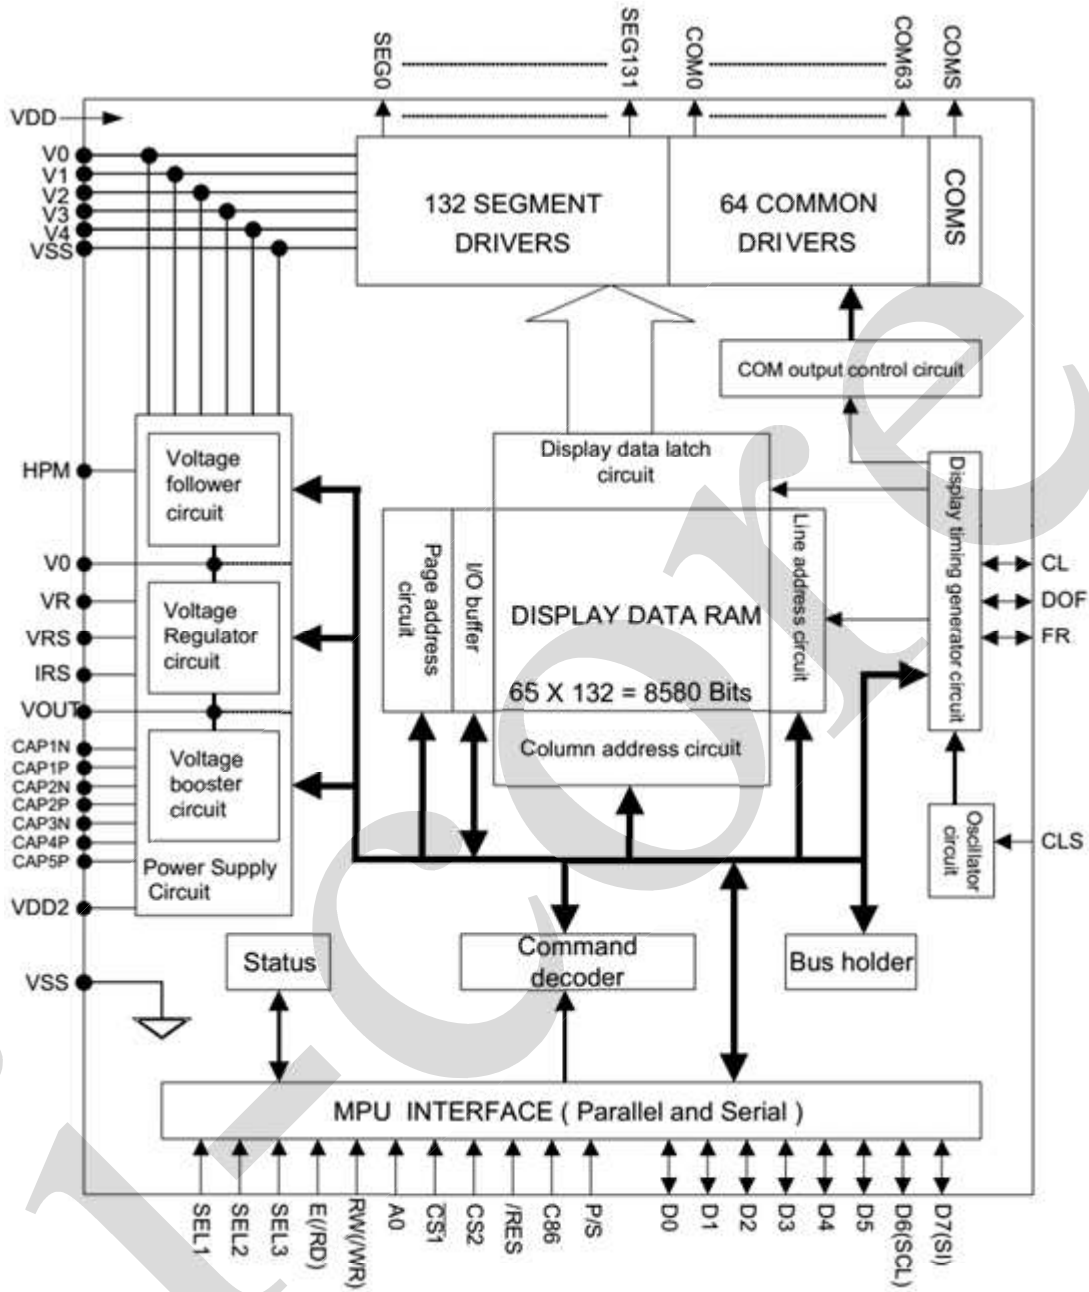 SEG0
SEG131
COM0
COM63
COMS
VDD
V0
V1
V2
V3
V4
VSS
132 SEGMENT
DRIVERS
64 COMMON
DRIVERS
COMS
COM output control circuit
HPM
V0
VR
VRS
IRS
VOUT
CAP1N
CAP1P
CAP2N
CAP2P
CAP3N
CAP4P
CAP5P
VDD2
VSS
Voltage
follower
circuit
Voltage
Regulator
circuit
Voltage
booster
circuit
Power Supply
Circuit
Display data latch
circuit
Page address
circuit
I/O buffer
DISPLAY DATA RAM
65 X 132 = 8580 Bits
Line address circuit
Column address circuit
Display timing generator circuit
CL
DOF
FR
Oscillator
circuit
CLS
Status
Command
decoder
Bus holder
MPU INTERFACE ( Parallel and Serial )
SEL1
SEL2
SEL3
E(/RD)
RW(/WR)
A0
CS1
CS2
/RES
C86
P/S
D0
D1
D2
D3
D4
D5
D6(SCL)
D7(SI)